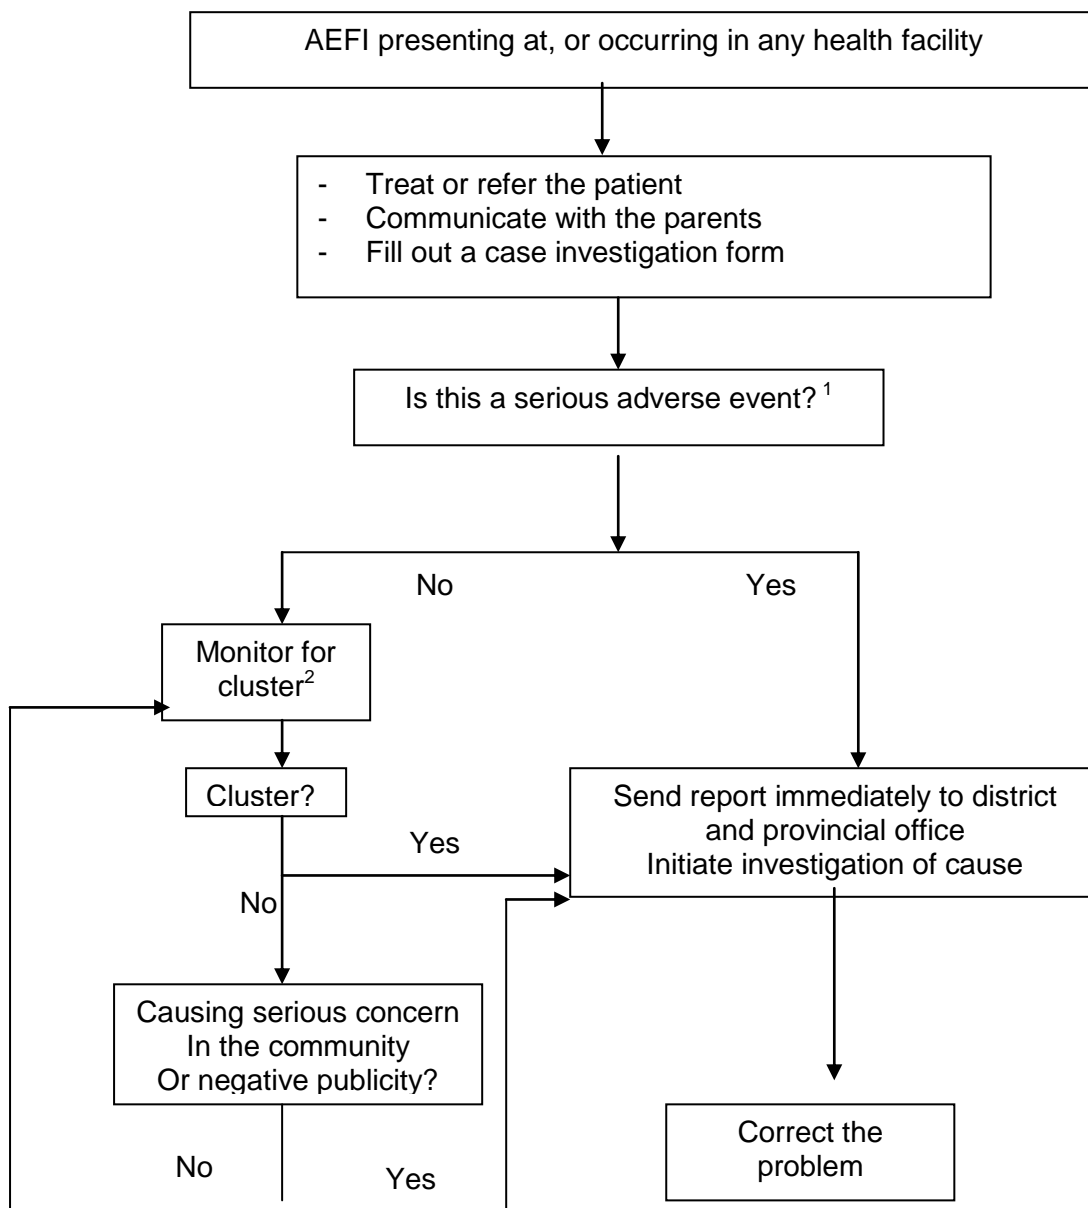 AEFI presenting at, or occurring in any health facility
- Treat or refer the patient
- Communicate with the parents
- Fill out a case investigation form
Is this a serious adverse event? 1
No
Yes
Monitor for
cluster2
Cluster?
Yes
No
Send report immediately to district
and provincial office
Initiate investigation of cause
Causing serious concern
In the community
Or negative publicity?
No
Yes
Correct the
problem